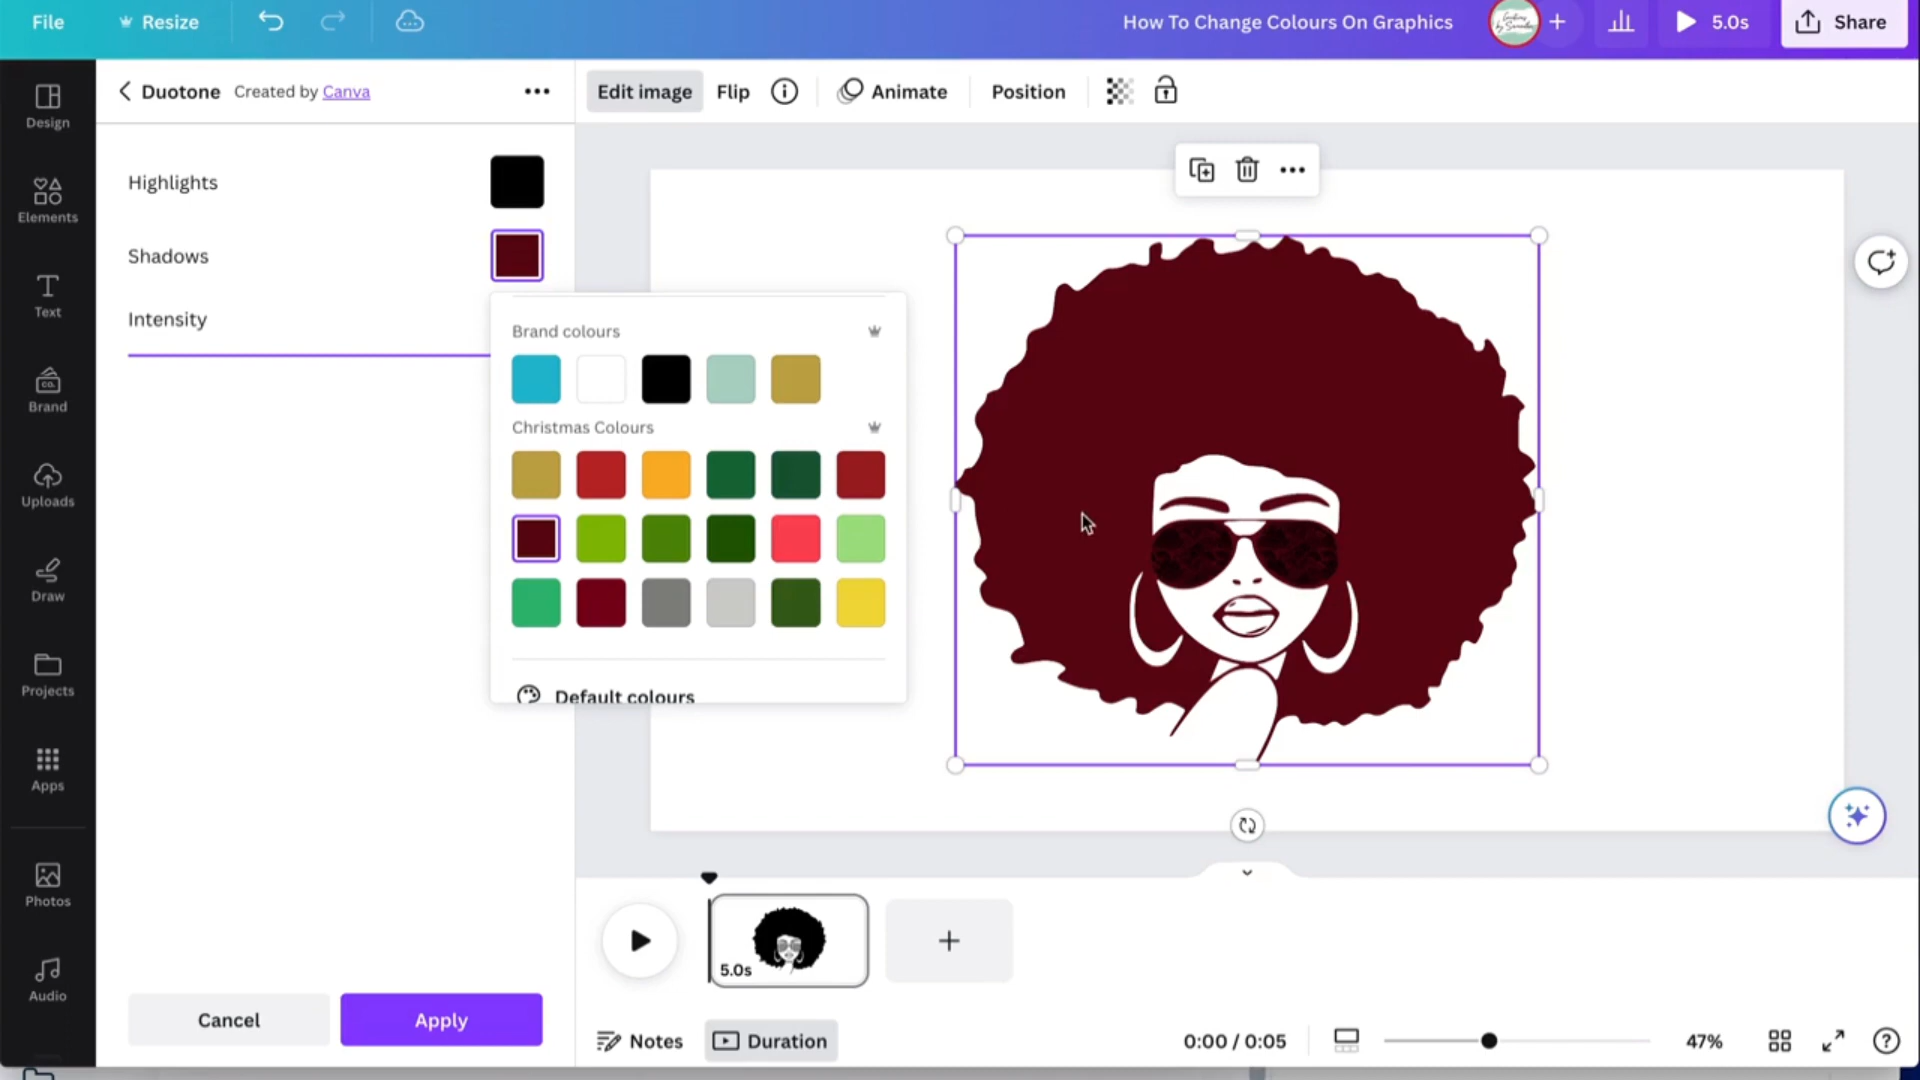 File
Resize
How To Change Colours On Graphics
5.0s
Share
Duotone Created by Canva
Edit image
Flip
Animate
Position
Design
Elements
Text
Brand
CO.
Uploads
Draw
Projects
Apps
Photos
Audio
Highlights
Shadows
Intensity
Brand colours
Christmas Colours
Default colours
Cancel
Apply
5.0s
Notes
Duration
0:00 / 0:05
47%